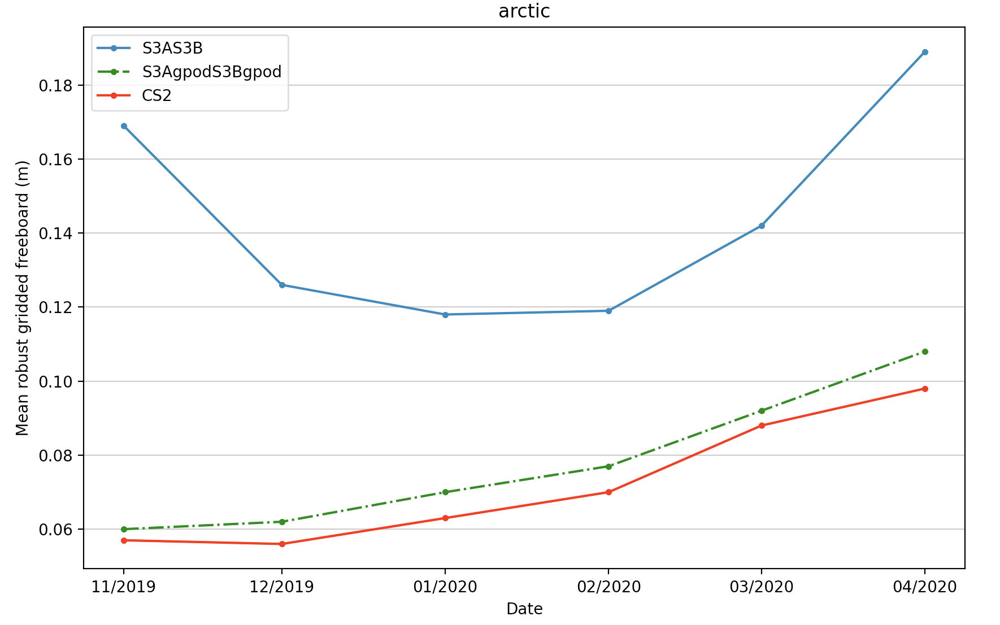 arctic
S3AS3B
S3AgpodS3Bgpod
CS2
0.18
0.16
0.14
0.12
0.10
0.08
0.06
Mean robust gridded freeboard (m)
11/2019 12/2019 01/2020 02/2020 03/2020 04/2020
Date